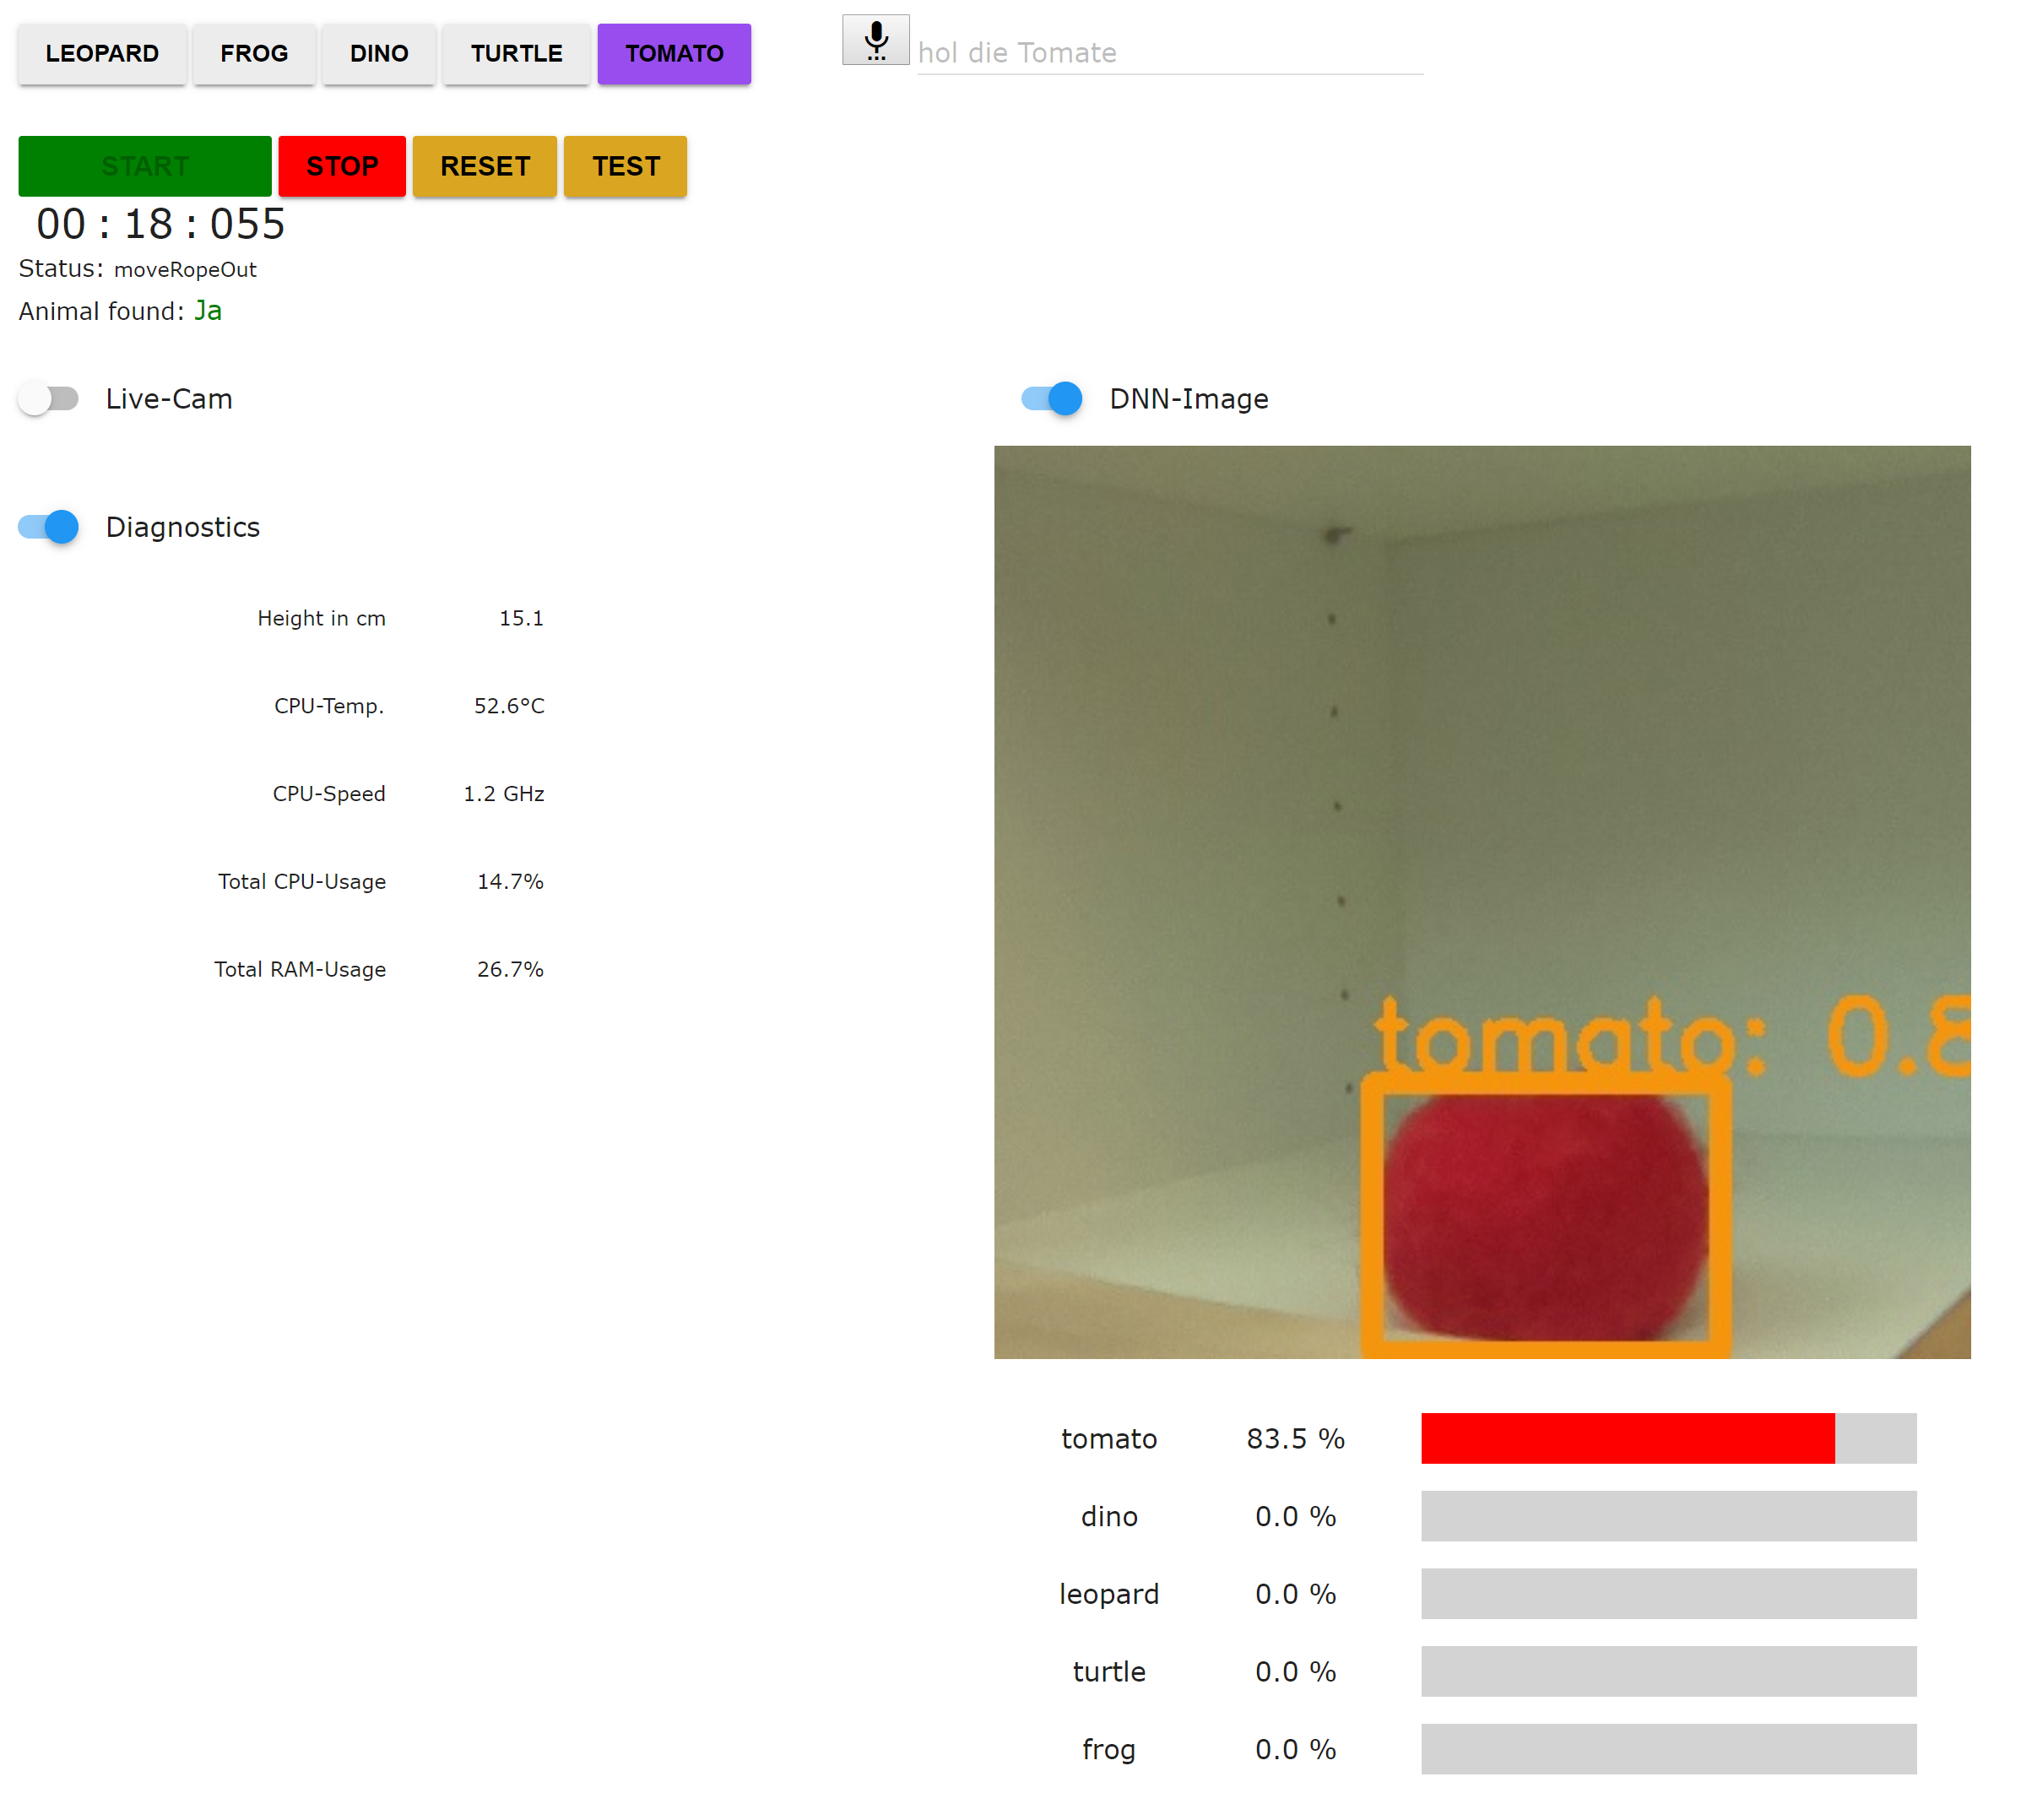 LEOPARD FROG DINO TURTLE TOMATO
hol die Tomate
START STOP RESET TEST
00 : 18 : 055
Status: moveRopeOut
Animal found: Ja
Live-Cam
DNN-Image
Diagnostics
Height in cm 15.1
CPU-Temp. 52.6°C
CPU-Speed 1.2 GHz
Total CPU-Usage 14.7%
Total RAM-Usage 26.7%
tomato: 0.8
tomato 83.5 %
dino 0.0 %
leopard 0.0 %
turtle 0.0 %
frog 0.0 %